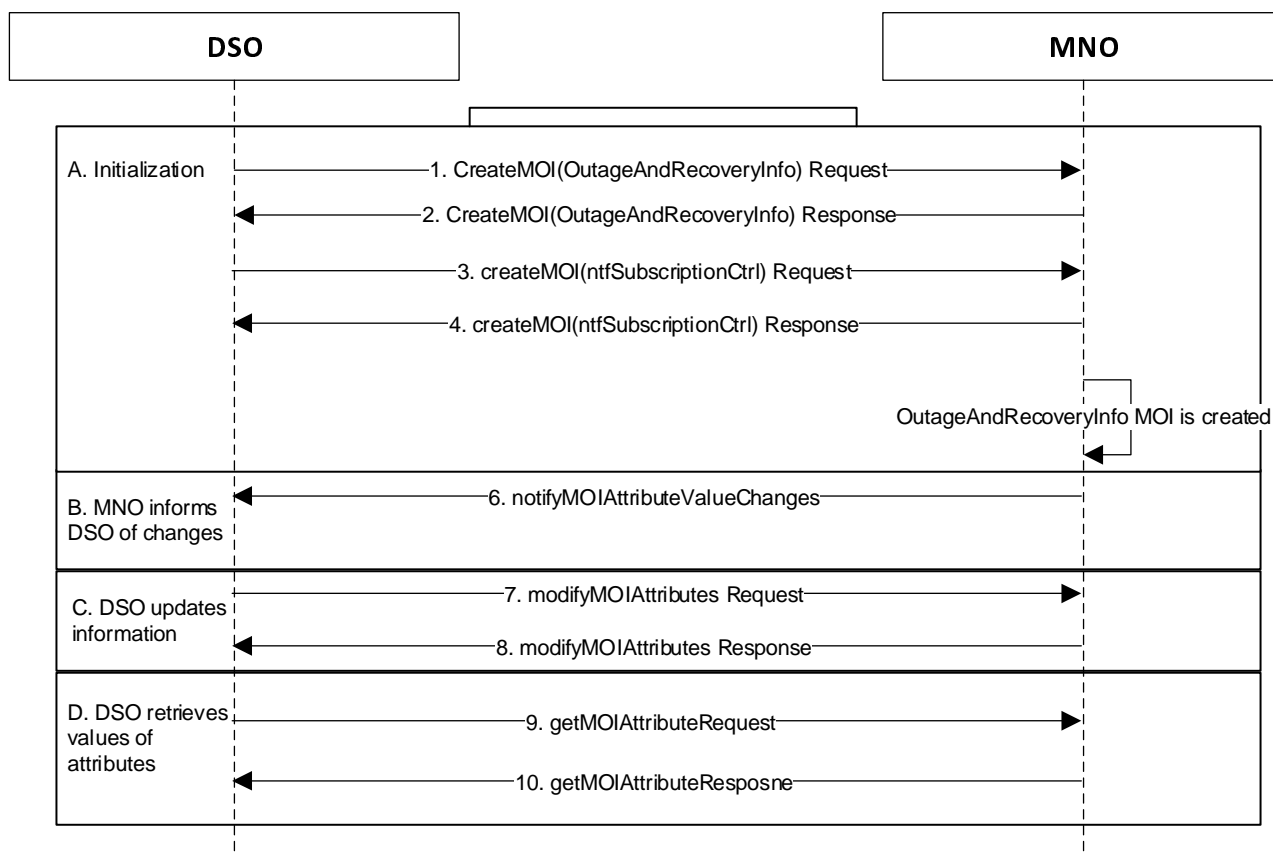 DSO
MNO
A. Initialization
1. CreateMOI(OutageAndRecoveryInfo) Request
2. CreateMOI(OutageAndRecoveryInfo) Response
3. createMOI(ntfSubscriptionCtrl) Request
4. createMOI(ntfSubscriptionCtrl) Response
OutageAndRecoveryInfo MOI is created
B. MNO informs
DSO of changes
6. notifyMOIAttributeValueChanges
C. DSO updates
information
7. modifyMOIAttributes Request
8. modifyMOIAttributes Response
D. DSO retrieves
values of
attributes
9. getMOIAttributeRequest
10. getMOIAttributeResposne